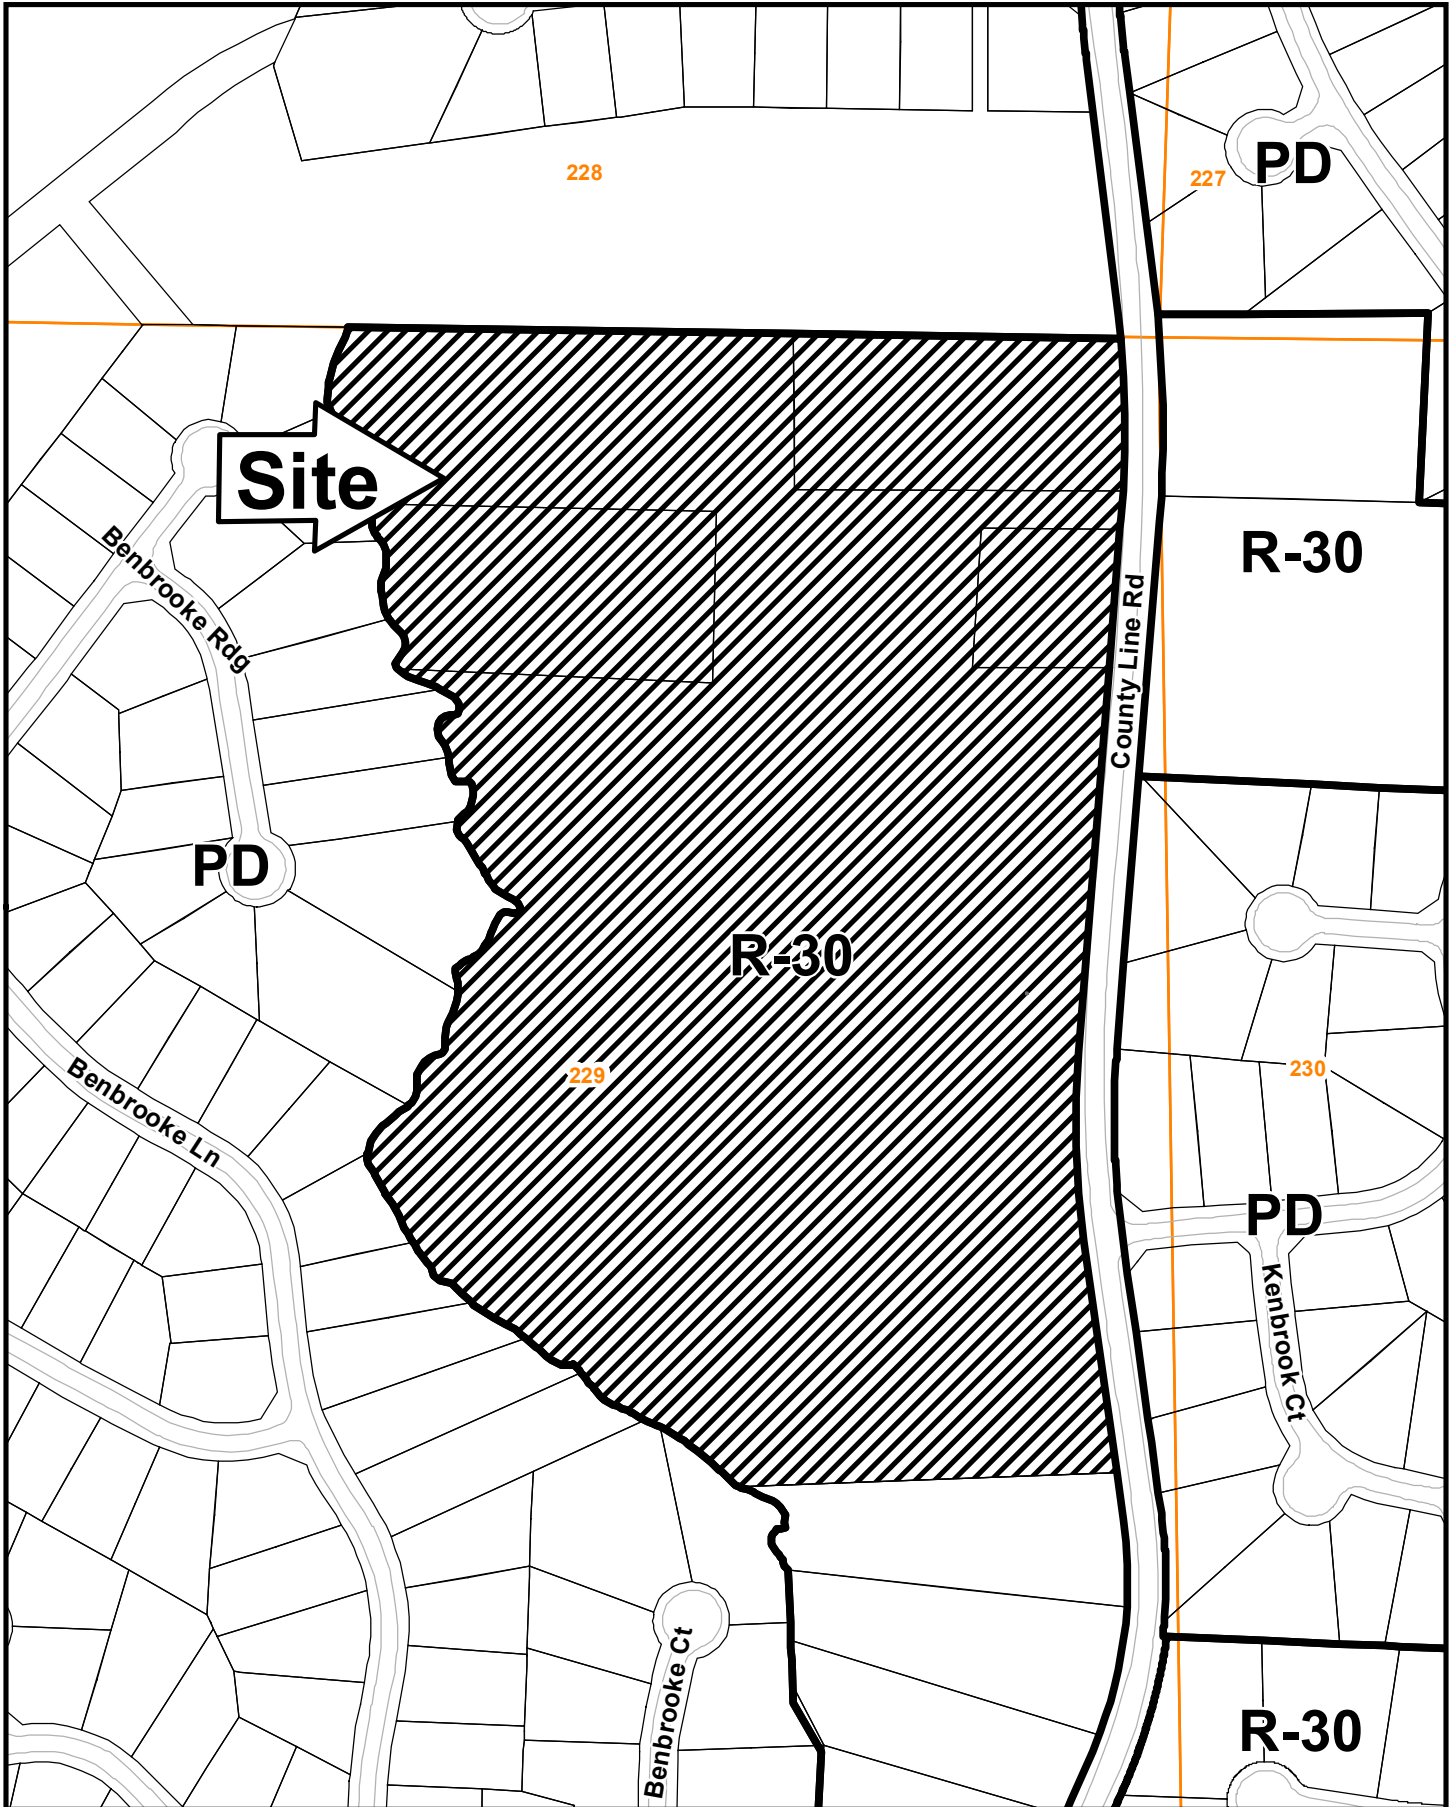 228
227
PD
Site
Benbrooke Rdg
R-30
County Line Rd
PD
R-30
229
230
Benbrooke Ln
PD
Kenbrook Ct
Benbrooke Ct
R-30